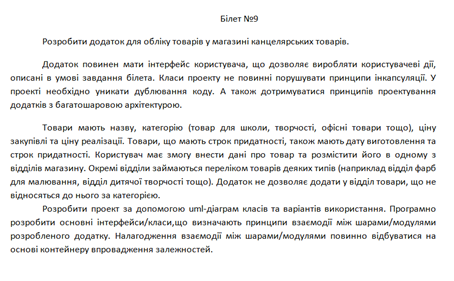 Білет №9
Розробити додаток для обліку товарів у магазині канцелярських товарів.
Додаток повинен мати інтерфейс користувача, що дозволяє виробляти користувачеві дії,
описані в умові завдання білета. Класи проекту не повинні порушувати принципи інкапсуляції. У
проекті необхідно уникати дублювання коду. А також дотримуватися принципів проектування
додатків з багатошаровою архітектурою.
Товари мають назву, категорію (товар для школи, творчості, офісні товари тощо), ціну
закупівлі та ціну реалізації. Товари, що мають строк придатності, також мають дату виготовлення та
строк придатності. Користувач має змогу внести дані про товар та розмістити його в одному з
відділів магазину. Окремі відділи займаються переліком товарів деяких типів (наприклад відділ фарб
для малювання, відділ дитячої творчості тощо). Додаток не дозволяє додати у відділ товари, що не
відносяться до нього за категорією.
Розробити проект за допомогою uml-діаграм класів та варіантів використання. Програмно
розробити основні інтерфейси/класи,що визначають принципи взаємодії між шарами/модулями
розробленого додатку. Налагодження взаємодії між шарами/модулями повинно відбуватися на
основі контейнеру впровадження залежностей.